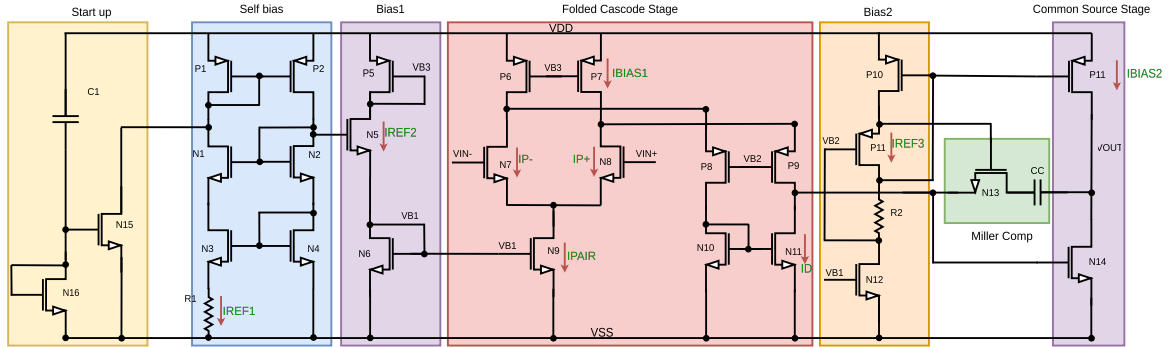 Start up
Self bias
Bias1
Folded Cascode Stage
Bias2
Common Source Stage
VDD
P1
P2
P5
VB3
P6
VB3
P7
IBIAS1
P10
P11
IBIAS2
C1
N1
N2
N5
IREF2
VIN-
N7
IP-
IP+
N8
VIN+
P8
VB2
P9
VB2
P11
IREF3
VOUT
N13
CC
Miller Comp
N15
N16
N3
N4
R1
IREF1
VB1
N6
VB1
N9
IPAIR
N10
N11
ID
R2
VB1
N12
N14
VSS